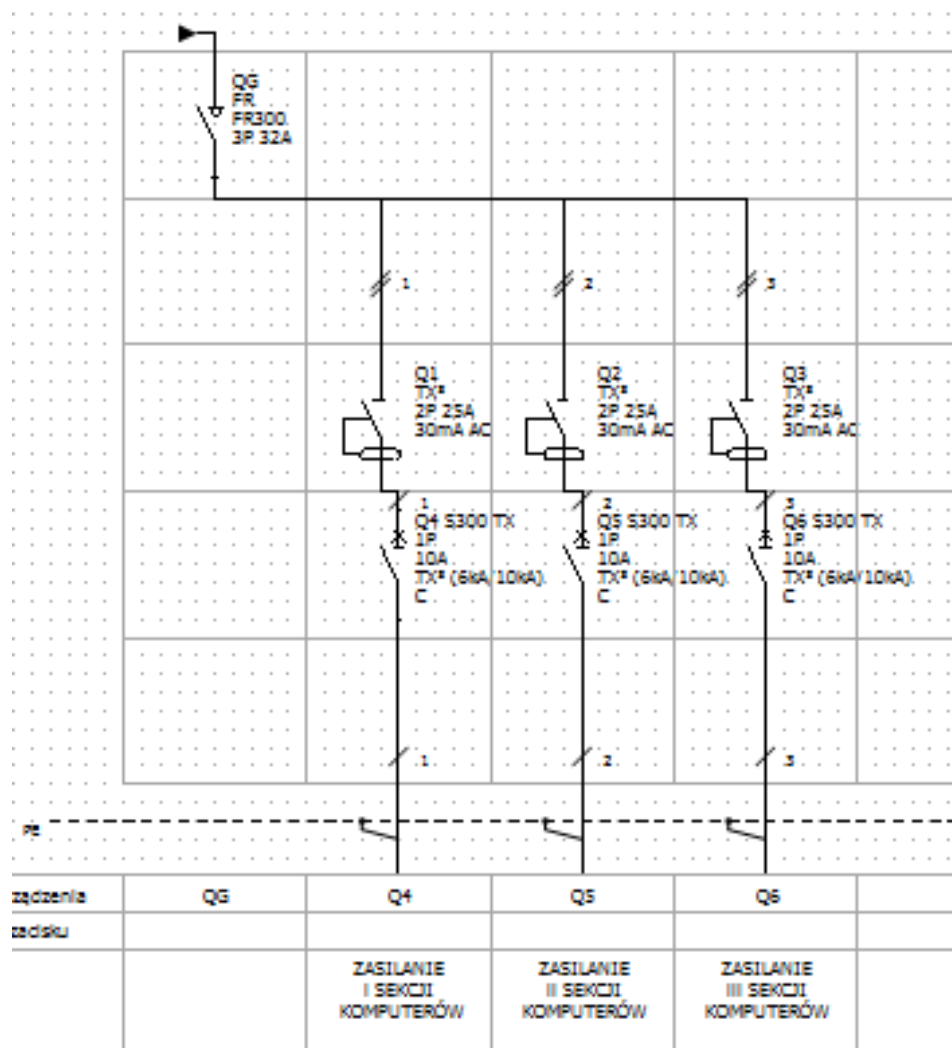 QG
FR
FR300
3P 32A
1
2
3
Q1
TX³
2P 25A
30mA AC
Q2
TX³
2P 25A
30mA AC
Q3
TX³
2P 25A
30mA AC
1
Q4 S300 TX
1P
10A
TX³ (6kA/10kA)
C
2
Q5 S300 TX
1P
10A
TX³ (6kA/10kA)
C
3
Q6 S300 TX
1P
10A
TX³ (6kA/10kA)
C
1
2
3
PE
ządzenia QG Q4 Q5 Q6
zacisku
ZASILANIE
I SEKCJI
KOMPUTERÓW
ZASILANIE
II SEKCJI
KOMPUTERÓW
ZASILANIE
III SEKCJI
KOMPUTERÓW